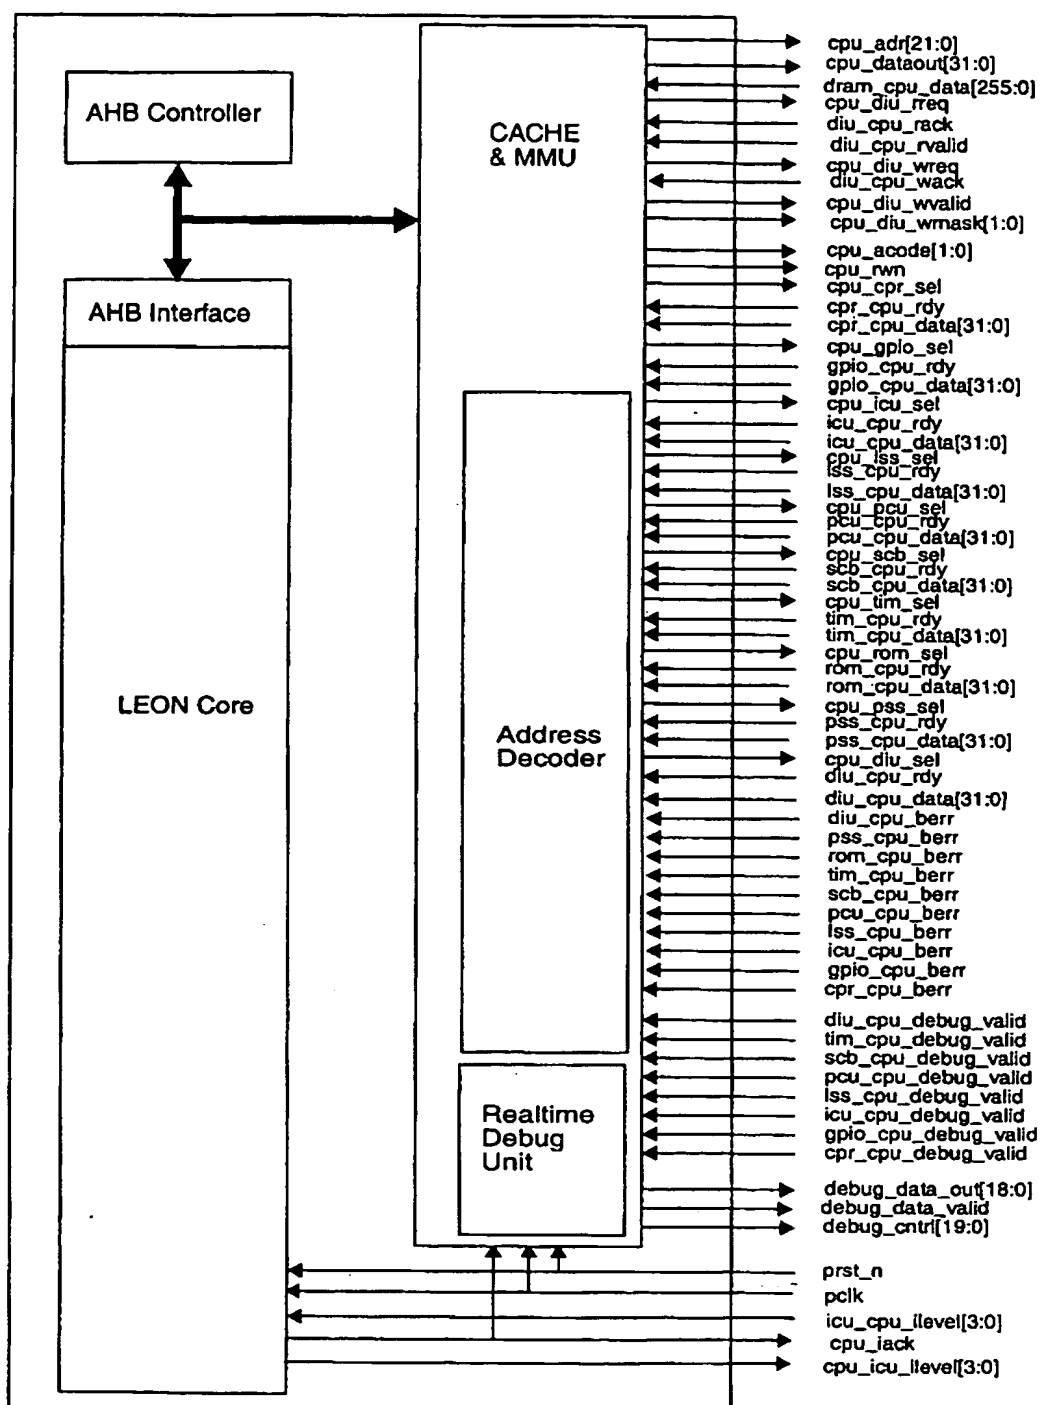 AHB Controller
CACHE
& MMU
AHB Interface
LEON Core
Address
Decoder
Realtime
Debug
Unit
cpu_adr[21:0]
cpu_dataout[31:0]
dram_cpu_data[255:0]
cpu_diu_rreq
diu_cpu_rack
diu_cpu_rvalid
cpu_diu_wreq
diu_cpu_wack
cpu_diu_wvalid
cpu_diu_wmask[1:0]
cpu_acode[1:0]
cpu_rwn
cpu_cpr_sel
cpr_cpu_rdy
cpr_cpu_data[31:0]
cpu_gpio_sel
gpio_cpu_rdy
gpio_cpu_data[31:0]
cpu_icu_sel
icu_cpu_rdy
icu_cpu_data[31:0]
cpu_lss_sel
lss_cpu_rdy
lss_cpu_data[31:0]
cpu_pcu_sel
pcu_cpu_rdy
pcu_cpu_data[31:0]
cpu_scb_sel
scb_cpu_rdy
scb_cpu_data[31:0]
cpu_tim_sel
tim_cpu_rdy
tim_cpu_data[31:0]
cpu_rom_sel
rom_cpu_rdy
rom_cpu_data[31:0]
cpu_pss_sel
pss_cpu_rdy
pss_cpu_data[31:0]
cpu_diu_sel
diu_cpu_rdy
diu_cpu_data[31:0]
diu_cpu_berr
pss_cpu_berr
rom_cpu_berr
tim_cpu_berr
scb_cpu_berr
pcu_cpu_berr
lss_cpu_berr
icu_cpu_berr
gpio_cpu_berr
cpr_cpu_berr
diu_cpu_debug_valid
tim_cpu_debug_valid
scb_cpu_debug_valid
pcu_cpu_debug_valid
lss_cpu_debug_valid
icu_cpu_debug_valid
gpio_cpu_debug_valid
cpr_cpu_debug_valid
debug_data_out[18:0]
debug_data_valid
debug_cntrl[19:0]
prst_n
pclk
icu_cpu_ilevel[3:0]
cpu_iack
cpu_icu_ilevel[3:0]